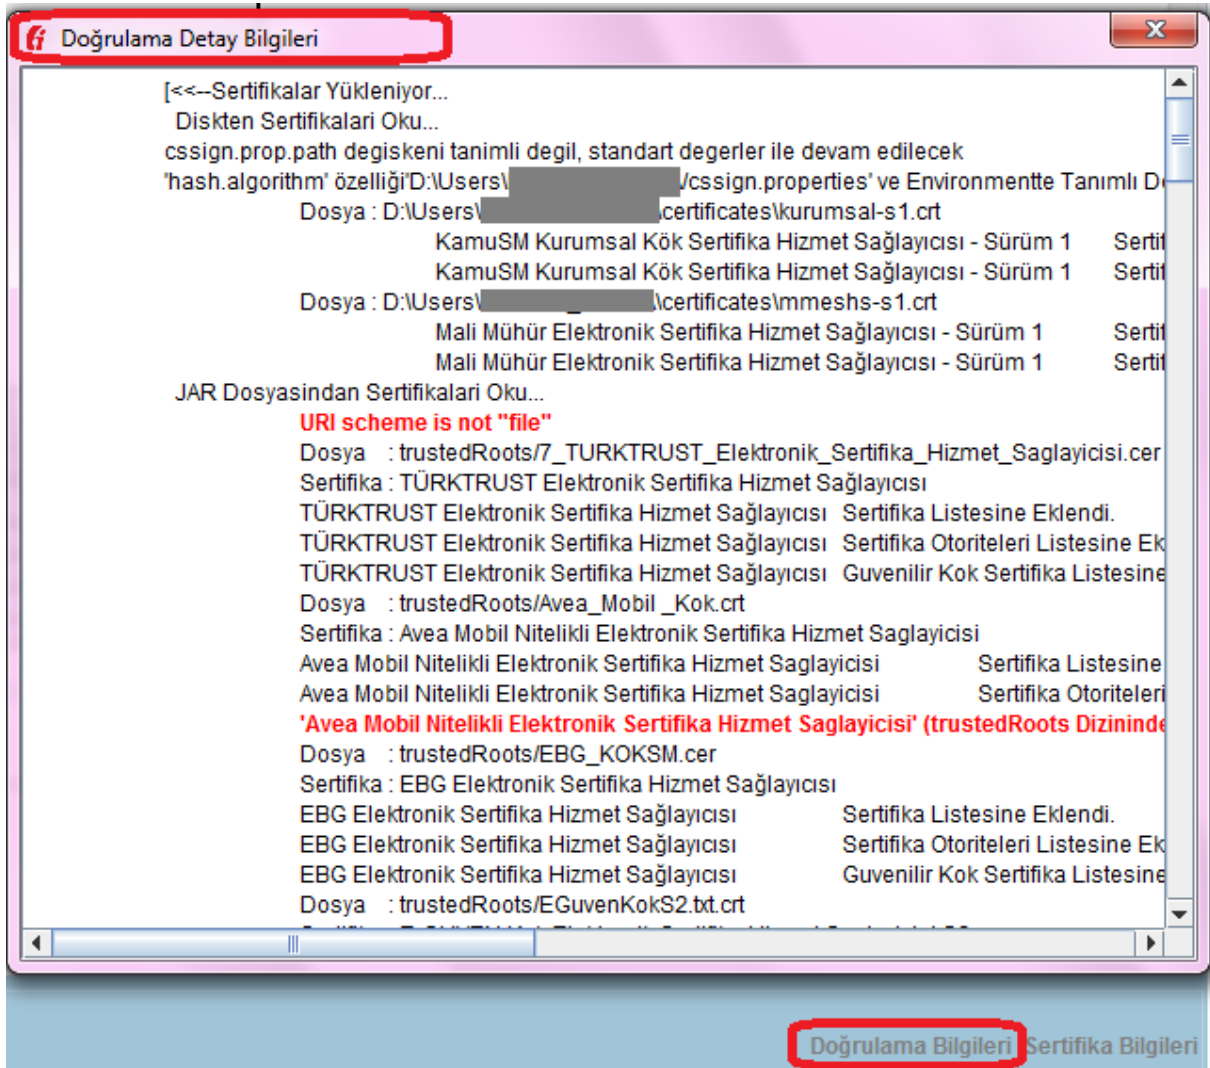 Doğrulama Detay Bilgileri
[<<--Sertifikalar Yükleniyor...
Diskten Sertifikalari Oku...
cssign.prop.path degiskeni tanimli degil, standart degerler ile devam edilecek
'hash.algorithm' özelliği'D:\Users\ /cssign.properties' ve Environmentte Tanımlı D
Dosya : D:\Users\ \certificates\kurumsal-s1.crt
KamuSM Kurumsal Kök Sertifika Hizmet Sağlayıcısı - Sürüm 1 Sertif
KamuSM Kurumsal Kök Sertifika Hizmet Sağlayıcısı - Sürüm 1 Sertif
Dosya : D:\Users\ \certificates\mmeshs-s1.crt
Mali Mühür Elektronik Sertifika Hizmet Sağlayıcısı - Sürüm 1 Sertif
Mali Mühür Elektronik Sertifika Hizmet Sağlayıcısı - Sürüm 1 Sertif
JAR Dosyasindan Sertifikalari Oku...
URI scheme is not "file"
Dosya : trustedRoots/7_TURKTRUST_Elektronik_Sertifika_Hizmet_Saglayicisi.cer
Sertifika : TÜRKTRUST Elektronik Sertifika Hizmet Sağlayıcısı
TÜRKTRUST Elektronik Sertifika Hizmet Sağlayıcısı Sertifika Listesine Eklendi.
TÜRKTRUST Elektronik Sertifika Hizmet Sağlayıcısı Sertifika Otoriteleri Listesine Ek
TÜRKTRUST Elektronik Sertifika Hizmet Sağlayıcısı Guvenilir Kok Sertifika Listesine
Dosya : trustedRoots/Avea_Mobil _Kok.crt
Sertifika : Avea Mobil Nitelikli Elektronik Sertifika Hizmet Saglayicisi
Avea Mobil Nitelikli Elektronik Sertifika Hizmet Saglayicisi Sertifika Listesine
Avea Mobil Nitelikli Elektronik Sertifika Hizmet Saglayicisi Sertifika Otoriteleri
'Avea Mobil Nitelikli Elektronik Sertifika Hizmet Saglayicisi' (trustedRoots Dizininde
Dosya : trustedRoots/EBG_KOKSM.cer
Sertifika : EBG Elektronik Sertifika Hizmet Sağlayıcısı
EBG Elektronik Sertifika Hizmet Sağlayıcısı Sertifika Listesine Eklendi.
EBG Elektronik Sertifika Hizmet Sağlayıcısı Sertifika Otoriteleri Listesine Ek
EBG Elektronik Sertifika Hizmet Sağlayıcısı Guvenilir Kok Sertifika Listesine
Dosya : trustedRoots/EGuvenKokS2.txt.crt
Doğrulama Bilgileri Sertifika Bilgileri